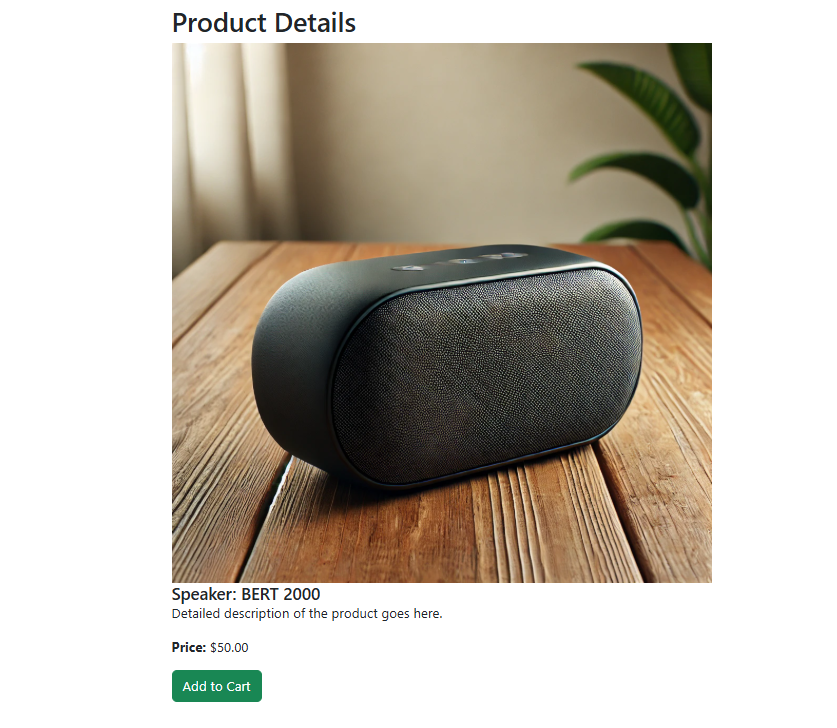 Product Details
Speaker: BERT 2000
Detailed description of the product goes here.
Price: $50.00
Add to Cart